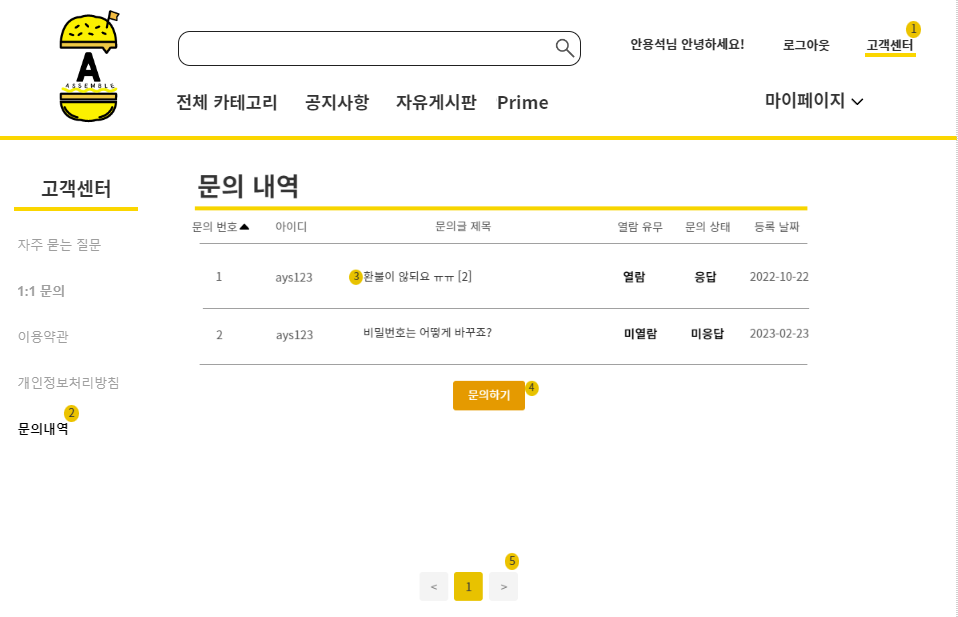 1
안용석님 안녕하세요!
로그아웃
고객센터
A
ASSEMBLE
전체 카테고리
공지사항
자유게시판
Prime
마이페이지
고객센터
자주 묻는 질문
1:1 문의
이용약관
개인정보처리방침
2
문의내역
문의 내역
문의 번호 아이디 문의글 제목 열람 유무 문의 상태 등록 날짜
1 ays123 3 환불이 않되요 ㅠㅠ [2] 열람 응답 2022-10-22
2 ays123 비밀번호는 어떻게 바꾸죠? 미열람 미응답 2023-02-23
문의하기 4
5
< 1 >